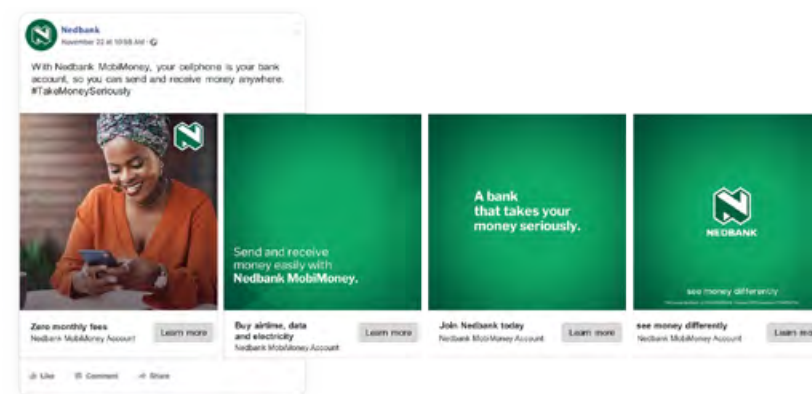 Nedbank
November 22 at 10:55 AM
With Nedbank MobiMoney, your cellphone is your bank
account, so you can send and receive money anywhere.
#TakeMoneySeriously
Send and receive
money easily with
Nedbank MobiMoney.
A bank
that takes your
money seriously.
NEDBANK
see money differently
Zero monthly fees
Nedbank MobiMoney Account
Learn more
Buy airtime, data
and electricity
Nedbank MobiMoney Account
Learn more
Join Nedbank today
Nedbank MobiMoney Account
Learn more
see money differently
Nedbank MobiMoney Account
Learn mo
Like
Comment
Share